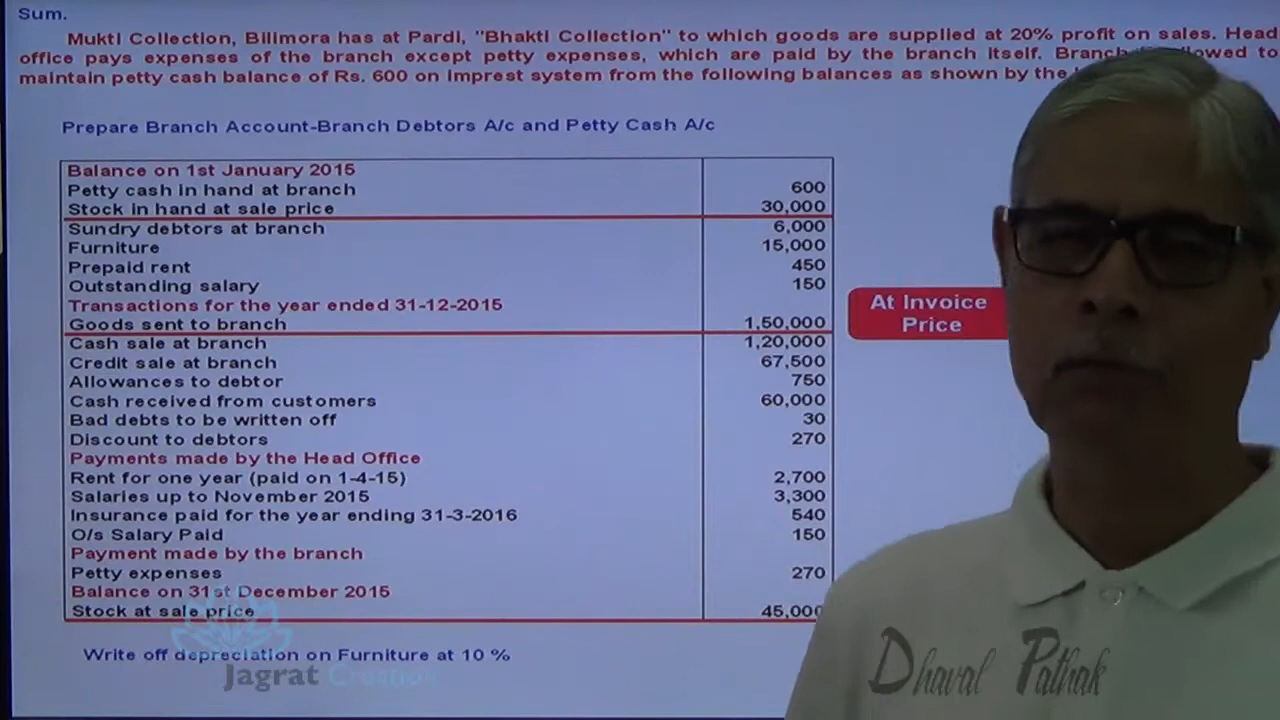 Sum.
Mukti Collection, Bilimora has at Pardi, "Bhakti Collection" to which goods are supplied at 20% profit on sales. Head
office pays expenses of the branch except petty expenses, which are paid by the branch itself. Branch to
maintain petty cash balance of Rs. 600 on Imprest system from the following balances as shown by the
Prepare Branch Account-Branch Debtors A/c and Petty Cash A/c
Balance on 1st January 2015
Petty cash in hand at branch 600
Stock in hand at sale price 30,000
Sundry debtors at branch 6,000
Furniture 15,000
Prepaid rent 450
Outstanding salary 150
Transactions for the year ended 31-12-2015
Goods sent to branch 1,50,000
At Invoice
Price
Cash sale at branch 1,20,000
Credit sale at branch 67,500
Allowances to debtor 750
Cash received from customers 60,000
Bad debts to be written off 30
Discount to debtors 270
Payments made by the Head Office
Rent for one year (paid on 1-4-15) 2,700
Salaries up to November 2015 3,300
Insurance paid for the year ending 31-3-2016 540
O/s Salary Paid 150
Payment made by the branch
Petty expenses 270
Balance on 31st December 2015
Stock at sale price 45,000
Write off depreciation on Furniture at 10 %
Jagrat Creation
Dhaval Pathak